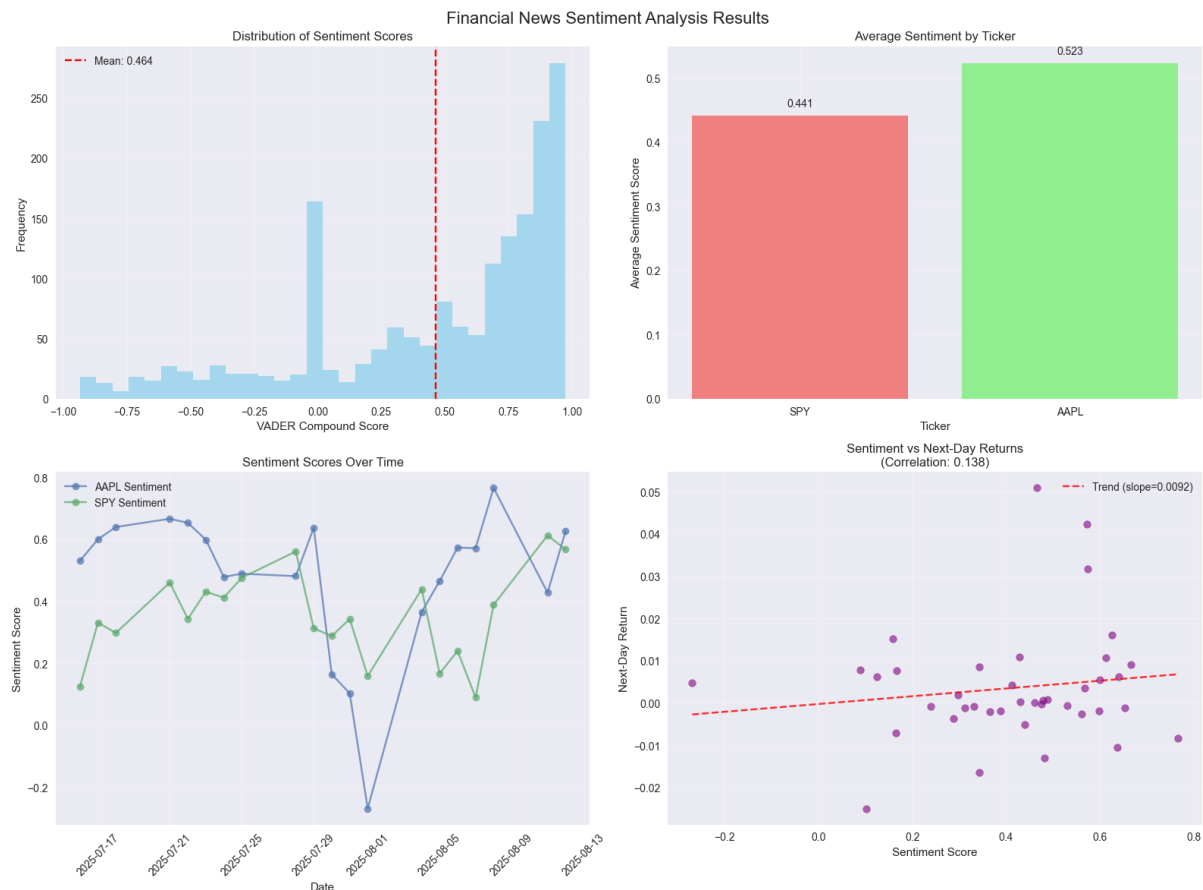 Financial News Sentiment Analysis Results
Distribution of Sentiment Scores
Mean: 0.464
250
200
150
100
50
0
Frequency
−1.00 −0.75 −0.50 −0.25 0.00 0.25 0.50 0.75 1.00
VADER Compound Score
Average Sentiment by Ticker
0.441
0.523
0.5
0.4
0.3
0.2
0.1
0.0
Average Sentiment Score
SPY AAPL
Ticker
Sentiment Scores Over Time
AAPL Sentiment
SPY Sentiment
0.8
0.6
0.4
0.2
0.0
−0.2
Sentiment Score
2025-07-17 2025-07-21 2025-07-25 2025-07-29 2025-08-01 2025-08-05 2025-08-09 2025-08-13
Date
Sentiment vs Next-Day Returns
(Correlation: 0.138)
Trend (slope=0.0092)
0.05
0.04
0.03
0.02
0.01
0.00
−0.01
−0.02
Next-Day Return
−0.2 0.0 0.2 0.4 0.6 0.8
Sentiment Score